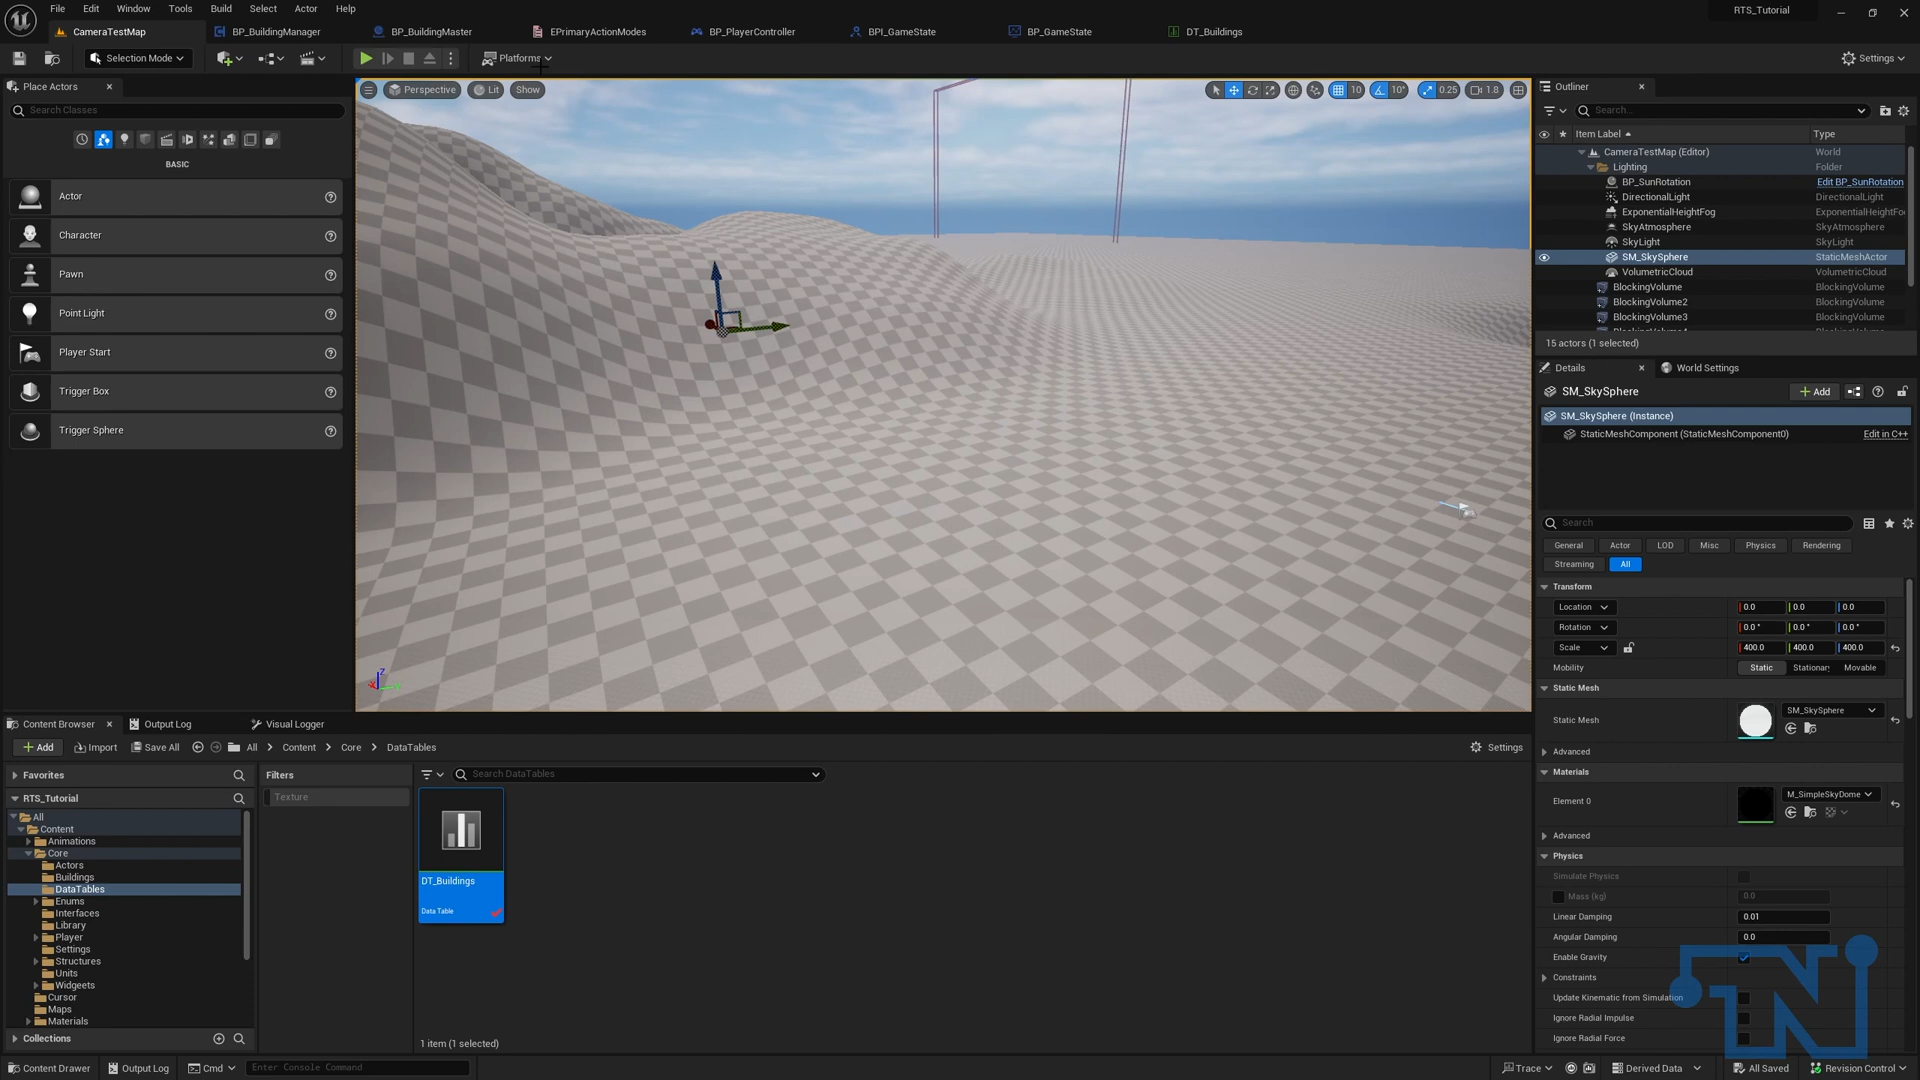 File Edit Window Tools Build Select Actor Help
RTS_Tutorial
CameraTestMap BP_BuildingManager BP_BuildingMaster EPrimaryActionModes BP_PlayerController BPI_GameState BP_GameState DT_Buildings
Selection Mode Platforms Settings
Place Actors
Search Classes
BASIC
Actor
Character
Pawn
Point Light
Player Start
Trigger Box
Trigger Sphere
Perspective Lit Show
10 10° 0.25 1.8
Z
Outliner
Search...
Item Label Type
CameraTestMap (Editor) World
Lighting Folder
BP_SunRotation Edit BP_SunRotation
DirectionalLight DirectionalLight
ExponentialHeightFog ExponentialHeightFo
SkyAtmosphere SkyAtmosphere
SkyLight SkyLight
SM_SkySphere StaticMeshActor
VolumetricCloud VolumetricCloud
BlockingVolume BlockingVolume
BlockingVolume2 BlockingVolume
BlockingVolume3 BlockingVolume
15 actors (1 selected)
Details World Settings
SM_SkySphere Add
SM_SkySphere (Instance)
StaticMeshComponent (StaticMeshComponent0) Edit in C++
Search
General Actor LOD Misc Physics Rendering
Streaming All
Transform
Location 0.0 0.0 0.0
Rotation 0.0 ° 0.0 ° 0.0 °
Scale 400.0 400.0 400.0
Mobility Static Stationary Movable
Static Mesh
Static Mesh SM_SkySphere
Advanced
Materials
Element 0 M_SimpleSkyDome
Advanced
Physics
Simulate Physics
Mass (kg) 0.0
Linear Damping 0.01
Angular Damping 0.0
Enable Gravity
Constraints
Update Kinematic from Simulation
Ignore Radial Impulse
Ignore Radial Force
Content Browser Output Log Visual Logger
Add Import Save All All Content Core DataTables Settings
Favorites
RTS_Tutorial
All
Content
Animations
Core
Actors
Buildings
DataTables
Enums
Interfaces
Library
Player
Settings
Structures
Units
Widgeets
Cursor
Maps
Materials
Collections
Filters
Texture
Search DataTables
DT_Buildings
Data Table
1 item (1 selected)
Content Drawer Output Log Cmd Enter Console Command
Trace Derived Data All Saved Revision Control